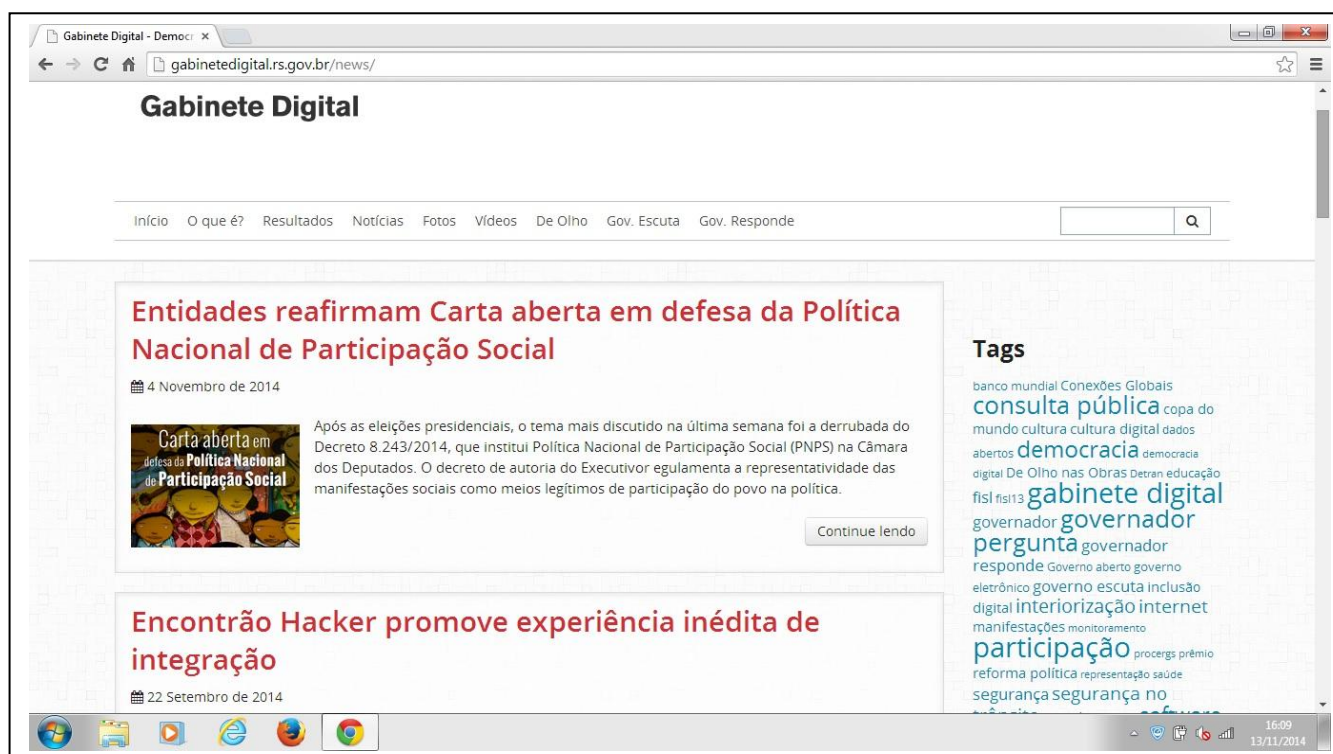 Gabinete Digital - Democr
gabinetedigital.rs.gov.br/news/
Gabinete Digital
Início O que é? Resultados Notícias Fotos Vídeos De Olho Gov. Escuta Gov. Responde
Entidades reafirmam Carta aberta em defesa da Política
Nacional de Participação Social
4 Novembro de 2014
Carta aberta em
defesa da Política Nacional
de Participação Social
Após as eleições presidenciais, o tema mais discutido na última semana foi a derrubada do
Decreto 8.243/2014, que institui Política Nacional de Participação Social (PNPS) na Câmara
dos Deputados. O decreto de autoria do Executivor egulamenta a representatividade das
manifestações sociais como meios legítimos de participação do povo na política.
Continue lendo
Encontrão Hacker promove experiência inédita de
integração
22 Setembro de 2014
Tags
banco mundial Conexões Globais
consulta pública copa do
mundo cultura cultura digital dados
abertos democracia democracia
digital De Olho nas Obras Detran educação
fisl fisl13 gabinete digital
governador governador
pergunta governador
responde Governo aberto governo
eletrônico governo escuta inclusão
digital interiorização internet
manifestações monitoramento
participação procergs prêmio
reforma política representação saúde
segurança segurança no
16:09
13/11/2014